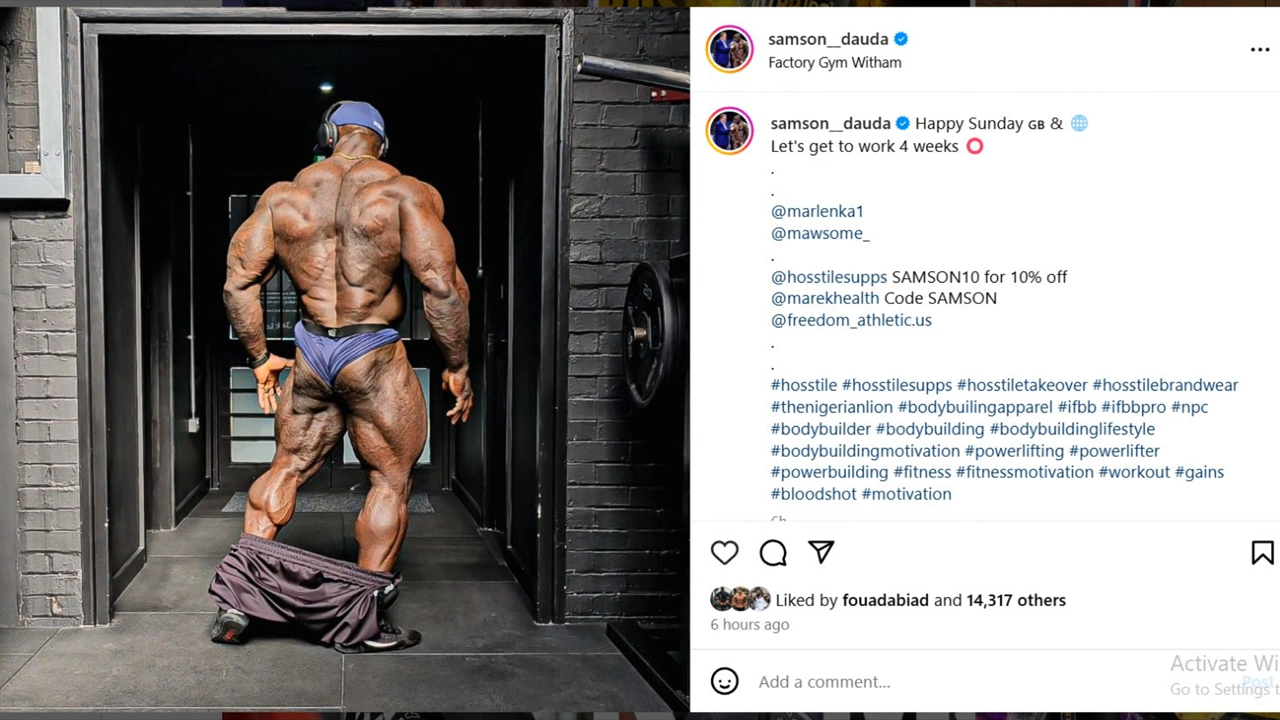 samson__dauda
Factory Gym Witham
samson__dauda Happy Sunday GB & 🌐
Let's get to work 4 weeks ⭕
.
.
@marlenka1
@mawsome_
.
@hosstilesupps SAMSON10 for 10% off
@marekhealth Code SAMSON
@freedom_athletic.us
.
.
#hosstile #hosstilesupps #hosstiletakeover #hosstilebrandwear
#thenigerianlion #bodybuilingapparel #ifbb #ifbbpro #npc
#bodybuilder #bodybuilding #bodybuildinglifestyle
#bodybuildingmotivation #powerlifting #powerlifter
#powerbuilding #fitness #fitnessmotivation #workout #gains
#bloodshot #motivation
Liked by fouadabiad and 14,317 others
6 hours ago
Add a comment...
Activate Wi
Post
Go to Settings t